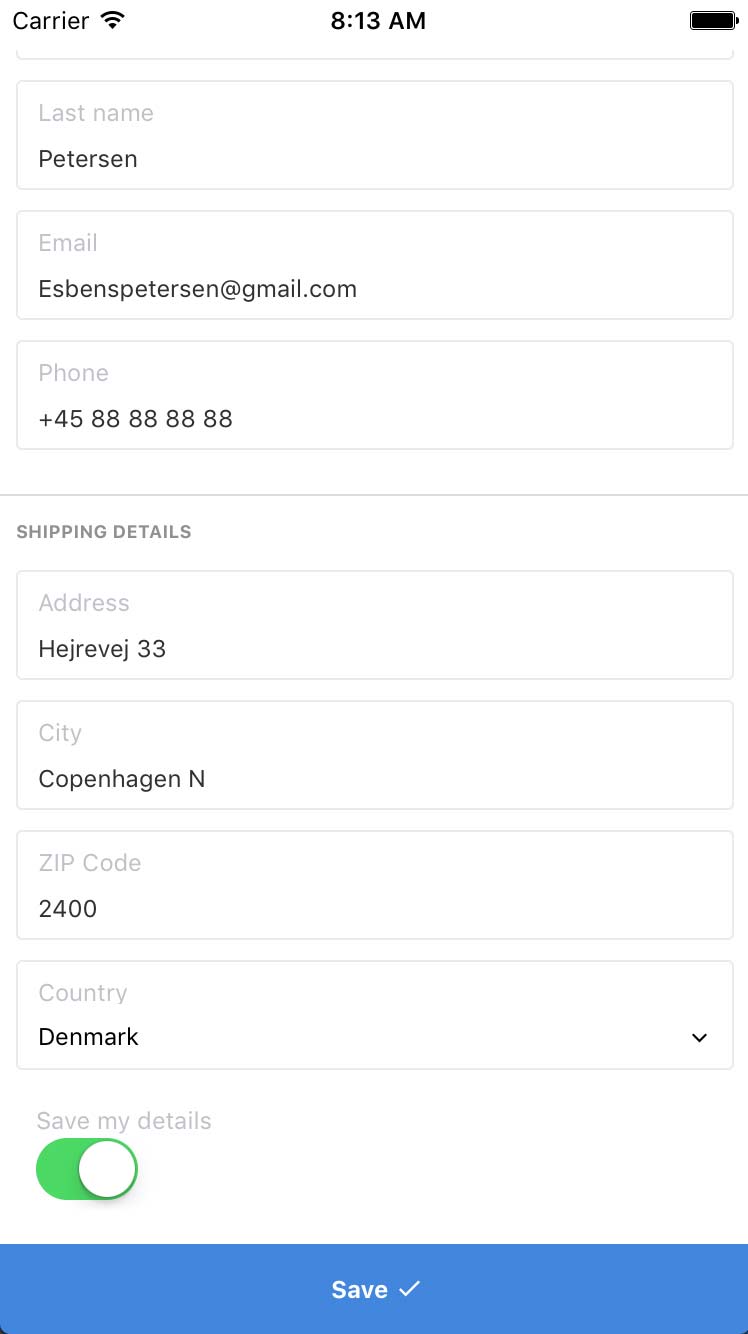 Carrier 8:13 AM
Last name
Petersen
Email
Esbenspetersen@gmail.com
Phone
+45 88 88 88 88
SHIPPING DETAILS
Address
Hejrevej 33
City
Copenhagen N
ZIP Code
2400
Country
Denmark
Save my details
Save